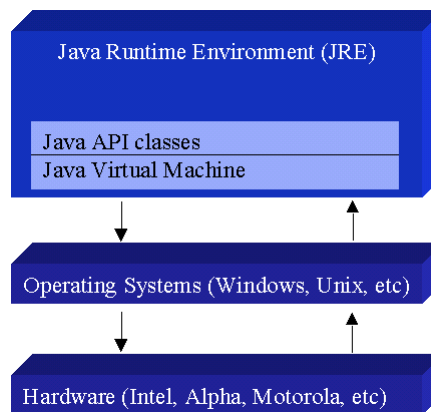 Java Runtime Environment (JRE)
Java API classes
Java Virtual Machine
Operating Systems (Windows, Unix, etc)
Hardware (Intel, Alpha, Motorola, etc)